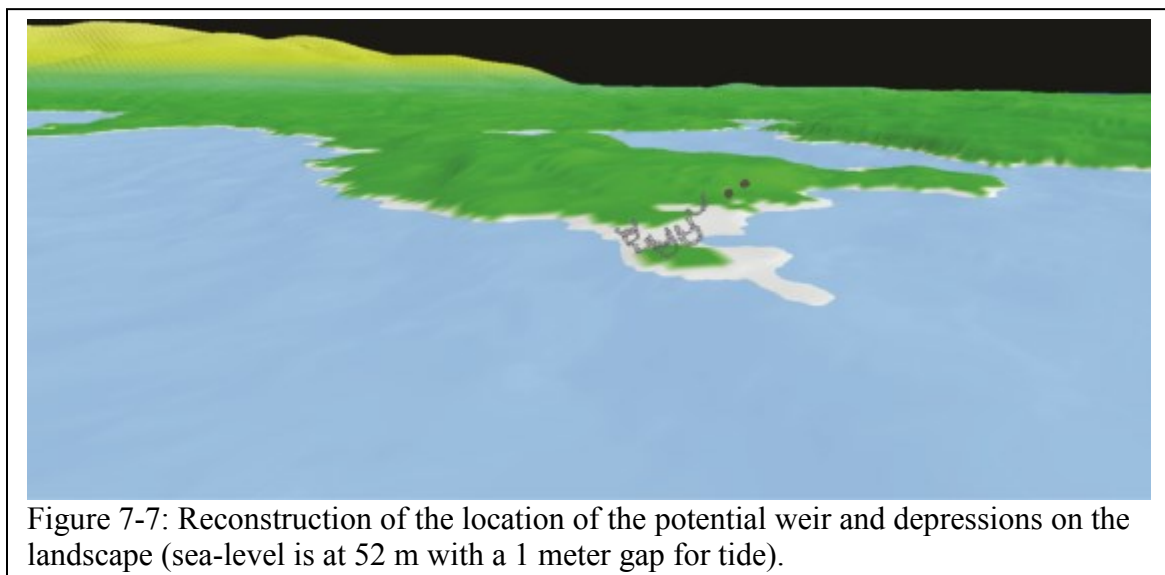 Figure 7-7: Reconstruction of the location of the potential weir and depressions on the
landscape (sea-level is at 52 m with a 1 meter gap for tide).